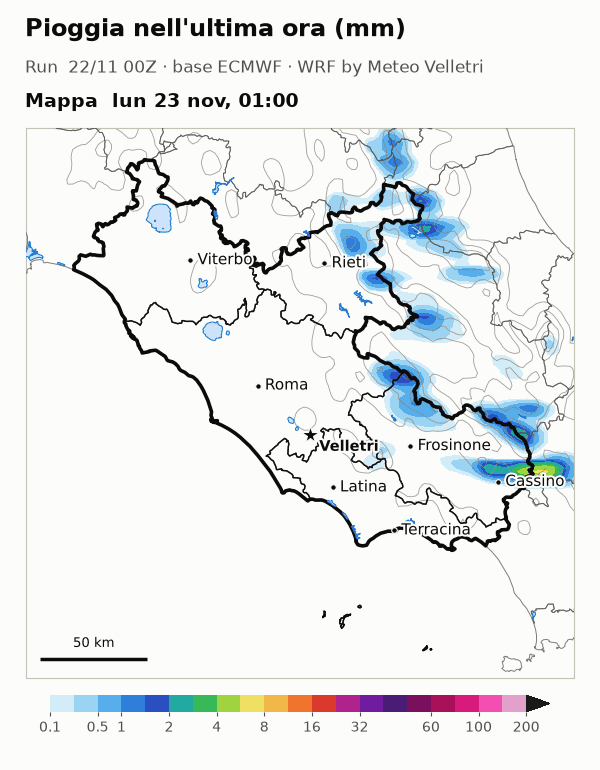 Pioggia nell'ultima ora (mm)
Run 22/11 00Z · base ECMWF · WRF by Meteo Velletri
Mappa lun 23 nov, 01:00
Viterbo
Rieti
Roma
Velletri
Frosinone
Cassino
Latina
Terracina
50 km
0.1 0.5 1 2 4 8 16 32 60 100 200